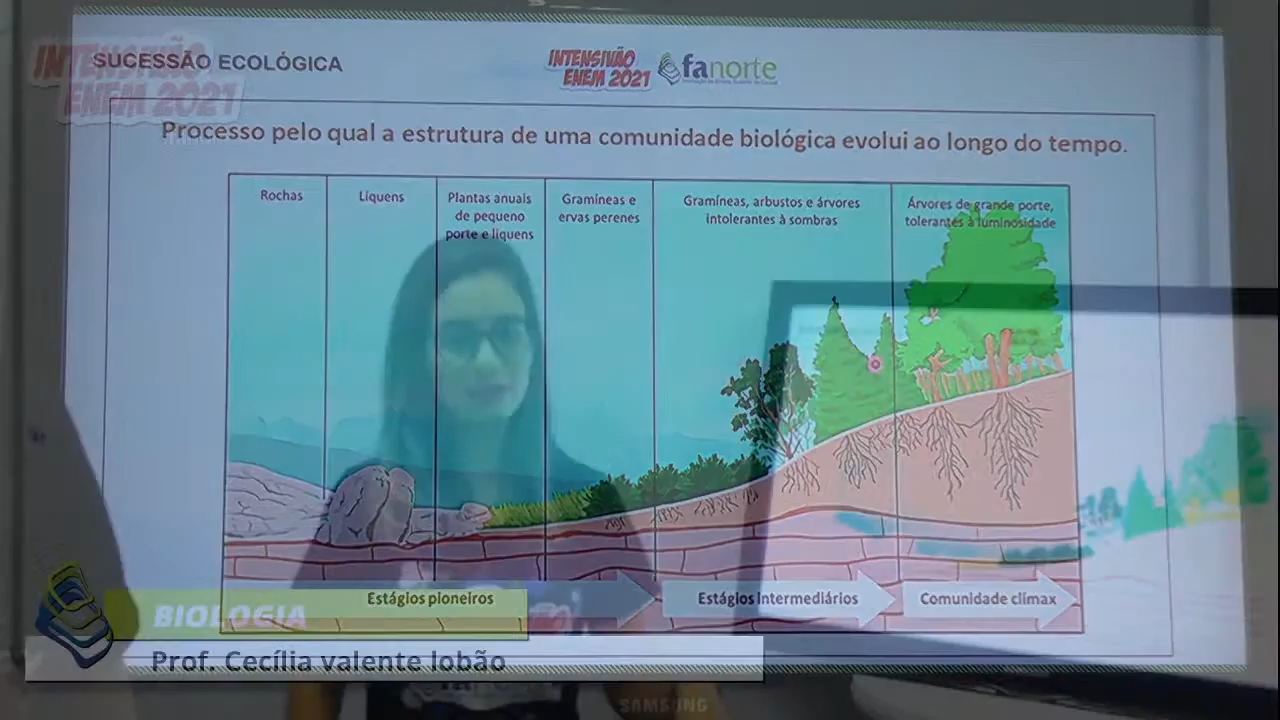 INTENSIVÃO
ENEM 2021
SUCESSÃO ECOLÓGICA
INTENSIVÃO
ENEM 2021
fanorte
Processo pelo qual a estrutura de uma comunidade biológica evolui ao longo do tempo.
Rochas
Líquens
Plantas anuais
de pequeno
porte e líquens
Gramíneas e
ervas perenes
Gramíneas, arbustos e árvores
intolerantes à sombras
Árvores de grande porte,
tolerantes à luminosidade
Estágios pioneiros
Estágios Intermediários
Comunidade clímax
BIOLOGIA
Prof. Cecília valente lobão
SAMSUNG